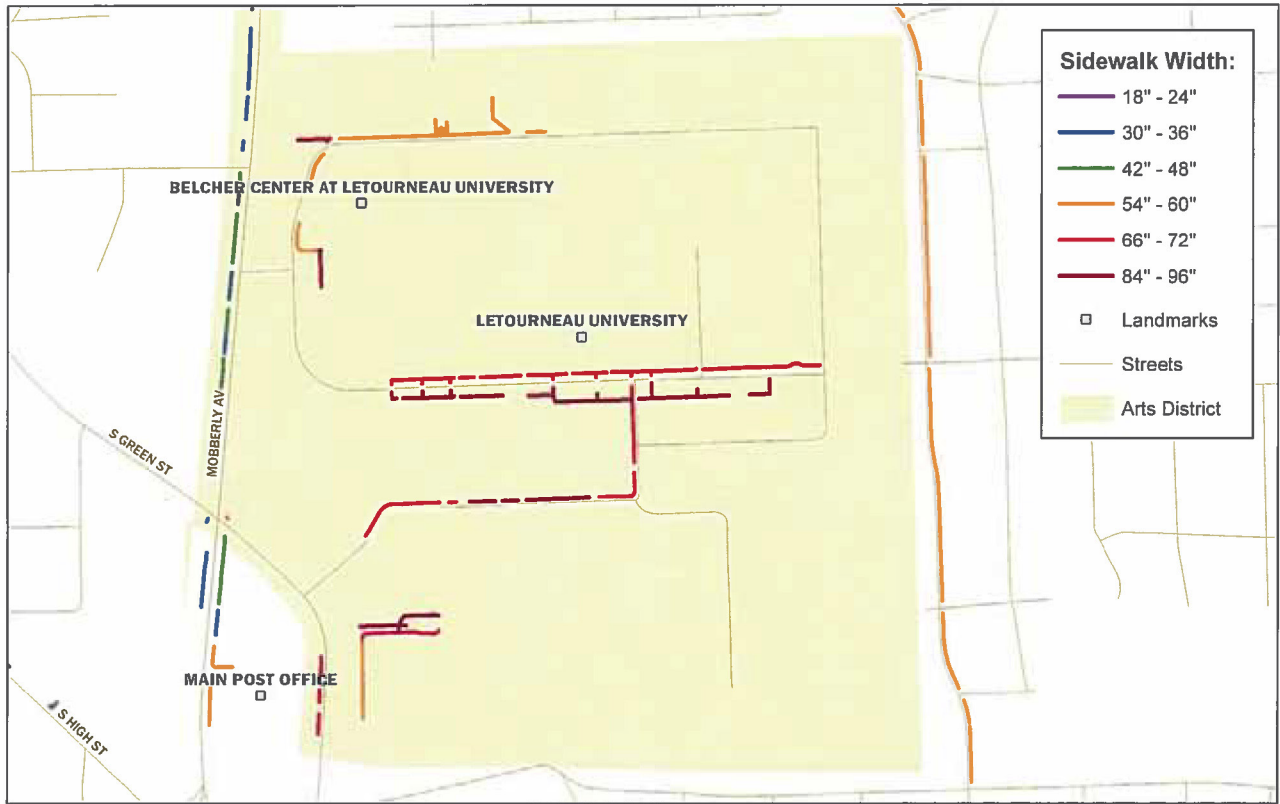 Sidewalk Width:
18" - 24"
30" - 36"
42" - 48"
54" - 60"
66" - 72"
84" - 96"
Landmarks
Streets
Arts District
BELCHER CENTER AT LETOURNEAU UNIVERSITY
LETOURNEAU UNIVERSITY
MOBBERLY AV
S GREEN ST
MAIN POST OFFICE
S HIGH ST